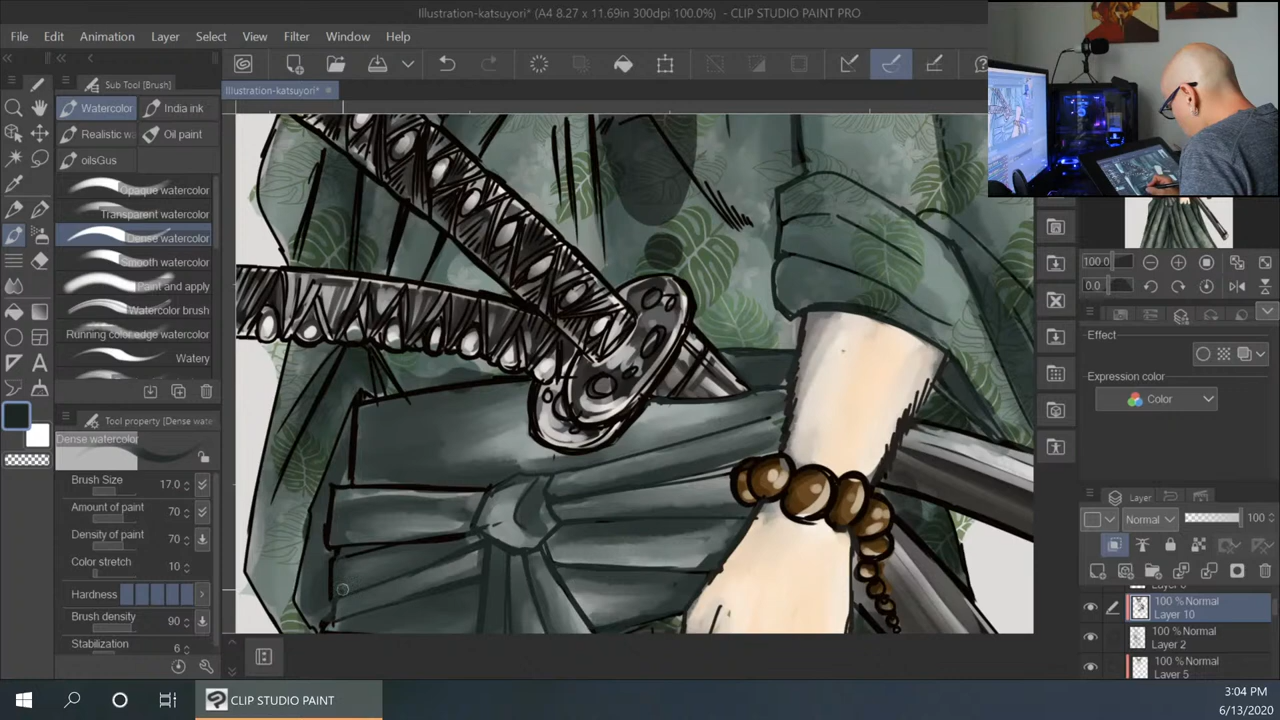 Illustration-katsuyori* (A4 8.27 x 11.69in 300dpi 100.0%) - CLIP STUDIO PAINT PRO
File Edit Animation Layer Select View Filter Window Help
Sub Tool [Brush]
Illustration-katsuyori*
Watercolor India ink
Realistic w Oil paint
oilsGus
Opaque watercolor
Transparent watercolor
Dense watercolor
Smooth watercolor
Paint and apply
Watercolor brush
Running color edge watercolor
Watery
Tool property [Dense wate
Dense watercolor
Brush Size 17.0
Amount of paint 70
Density of paint 70
Color stretch 10
Hardness
Brush density 90
Stabilization 6
100.0
0.0
Effect
Expression color
Color
Layer
Normal 100
100 % Normal
Layer 10
100 % Normal
Layer 2
100 % Normal
Layer 5
CLIP STUDIO PAINT
3:04 PM
6/13/2020